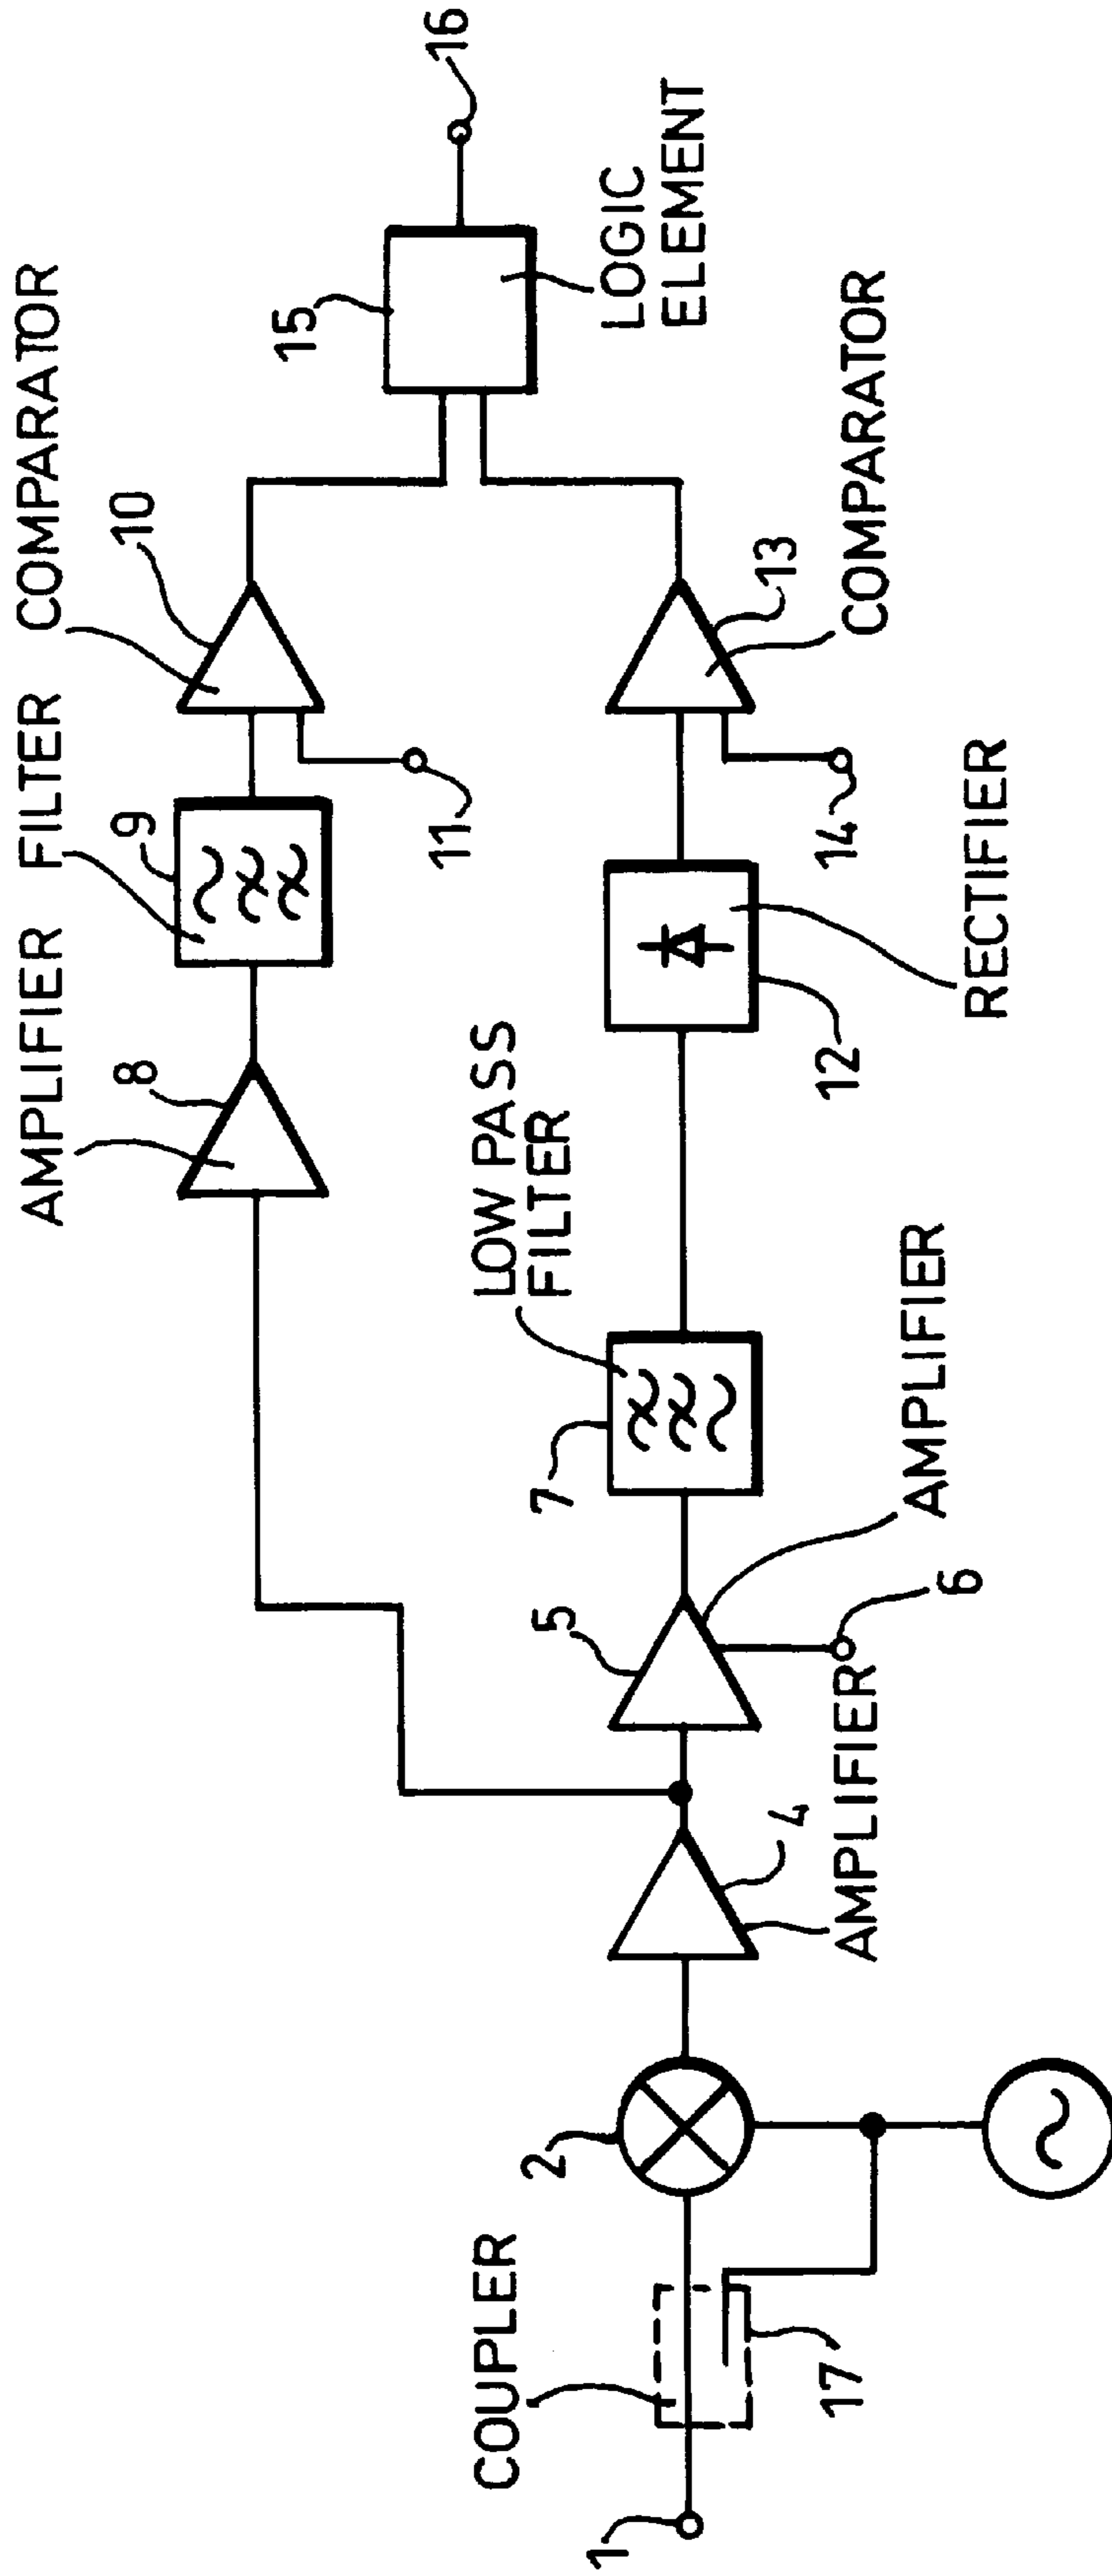 AMPLIFIER
FILTER
COMPARATOR
8
9
10
11
15
16
LOGIC
ELEMENT
COUPLER
2
5
7
LOW PASS
FILTER
1
17
4
AMPLIFIER
6
AMPLIFIER
12
RECTIFIER
14
13
COMPARATOR